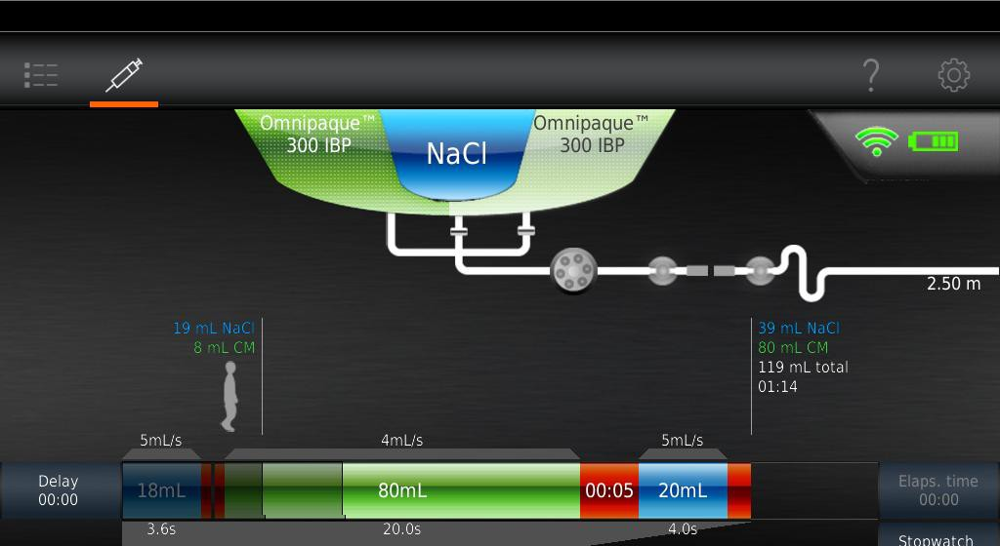 Omnipaque™
300 IBP
NaCl
Omnipaque™
300 IBP
2.50 m
19 mL NaCl
8 mL CM
39 mL NaCl
80 mL CM
119 mL total
01:14
5mL/s
4mL/s
5mL/s
Delay
00:00
18mL
80mL
00:05
20mL
Elaps. time
00:00
3.6s
20.0s
4.0s
Stopwatch